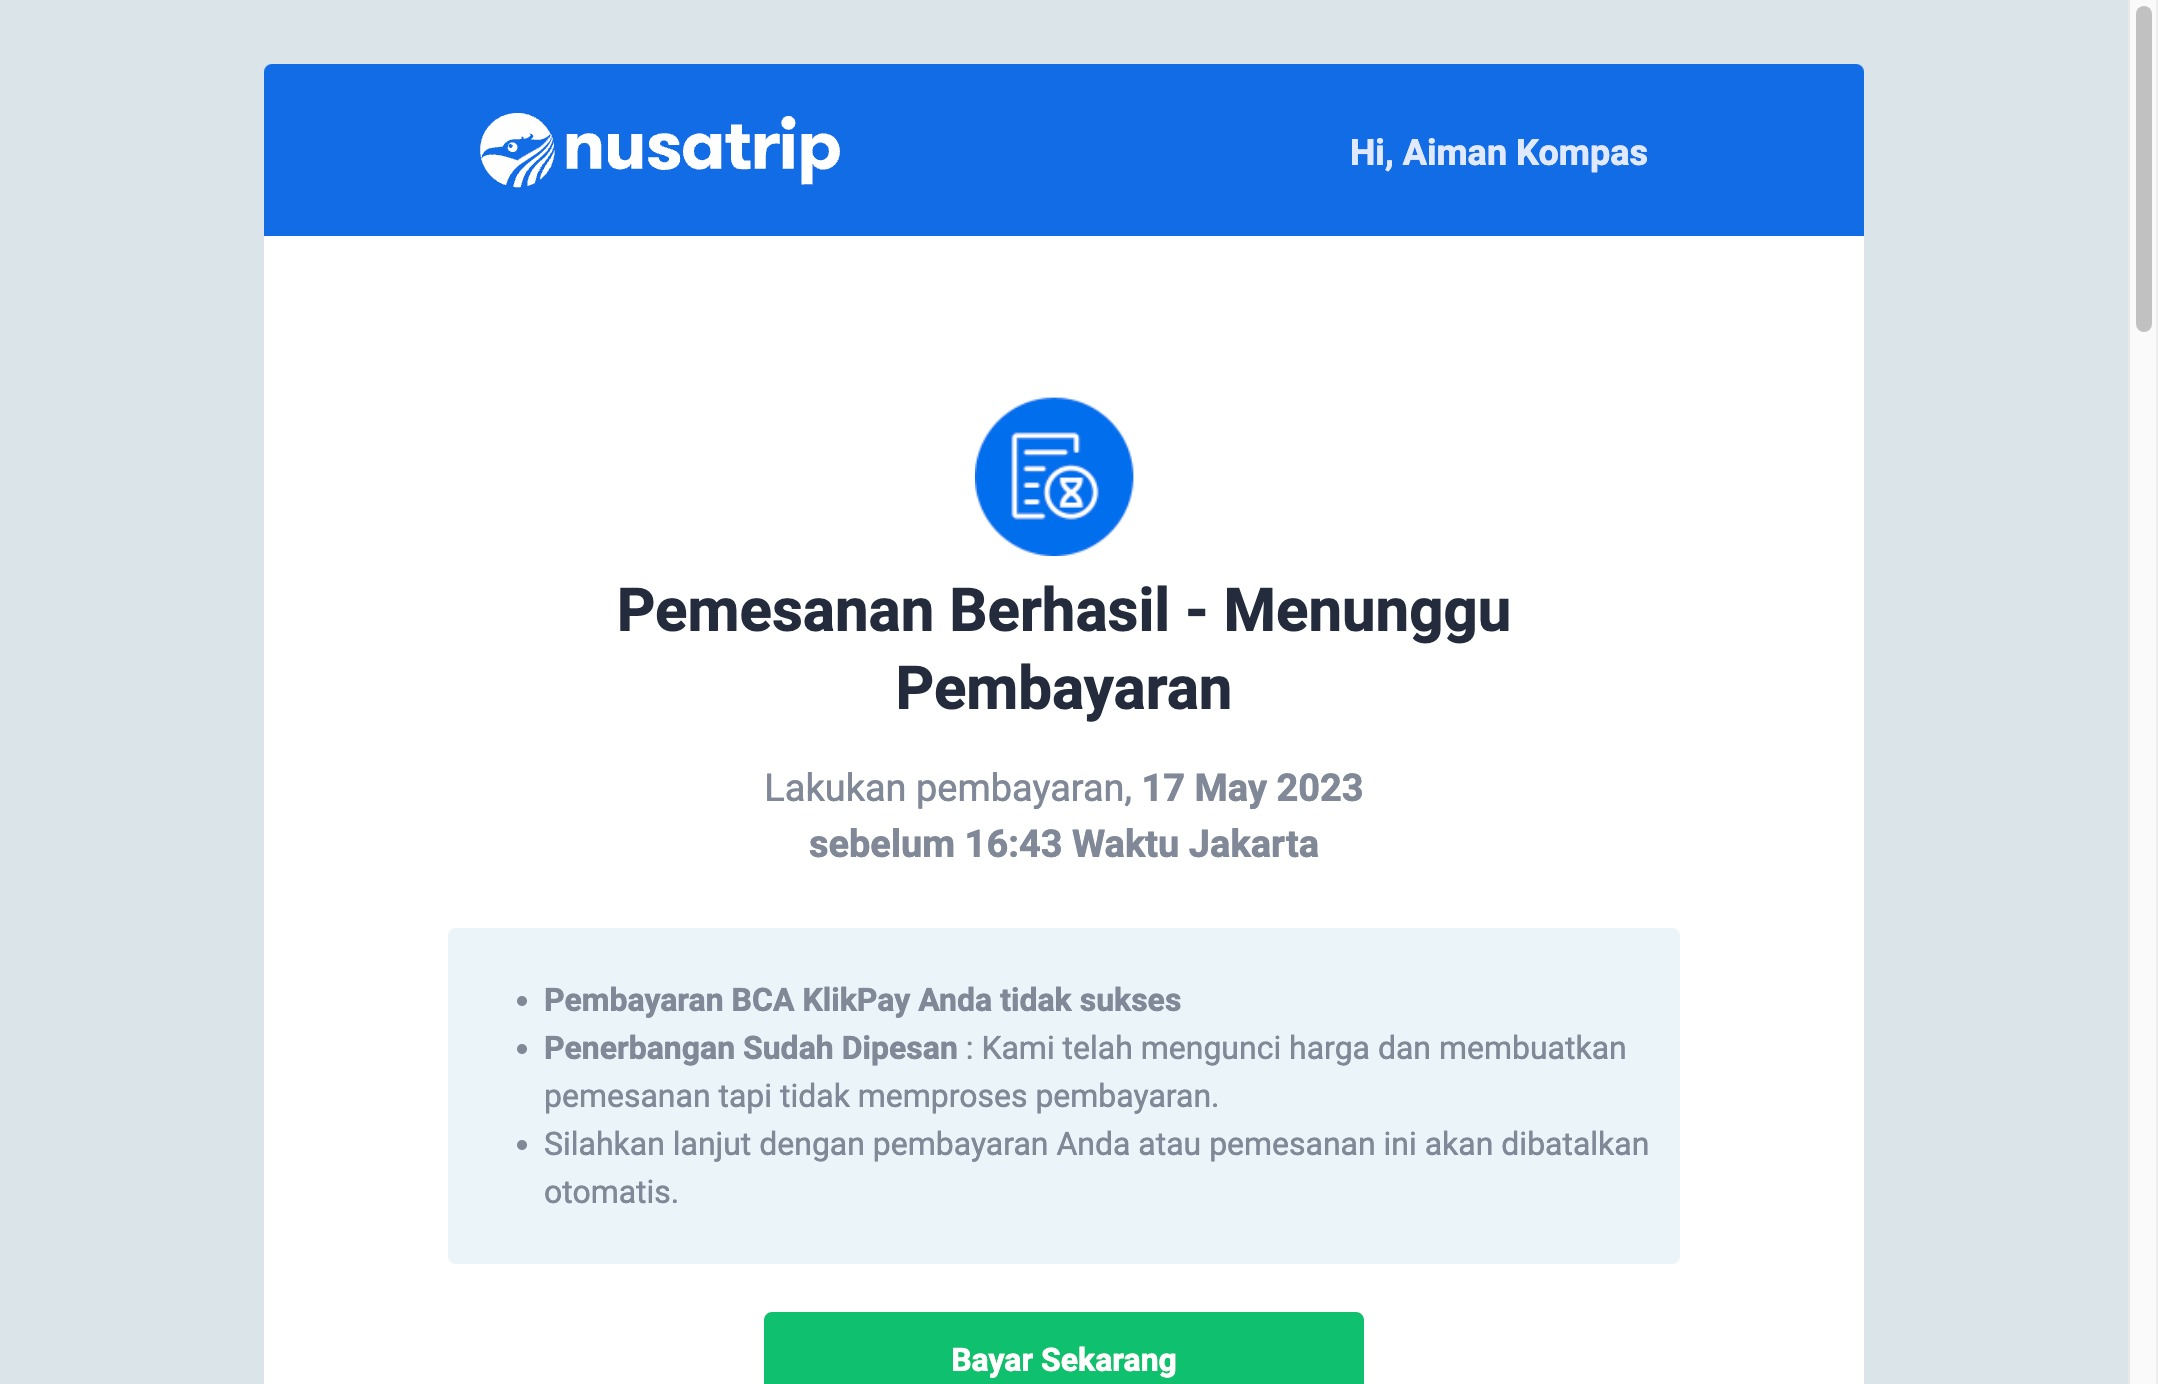 nusatrip
Hi, Aiman Kompas
Pemesanan Berhasil - Menunggu
Pembayaran
Lakukan pembayaran, 17 May 2023
sebelum 16:43 Waktu Jakarta
• Pembayaran BCA KlikPay Anda tidak sukses
• Penerbangan Sudah Dipesan : Kami telah mengunci harga dan membuatkan
pemesanan tapi tidak memproses pembayaran.
• Silahkan lanjut dengan pembayaran Anda atau pemesanan ini akan dibatalkan
otomatis.
Bayar Sekarang